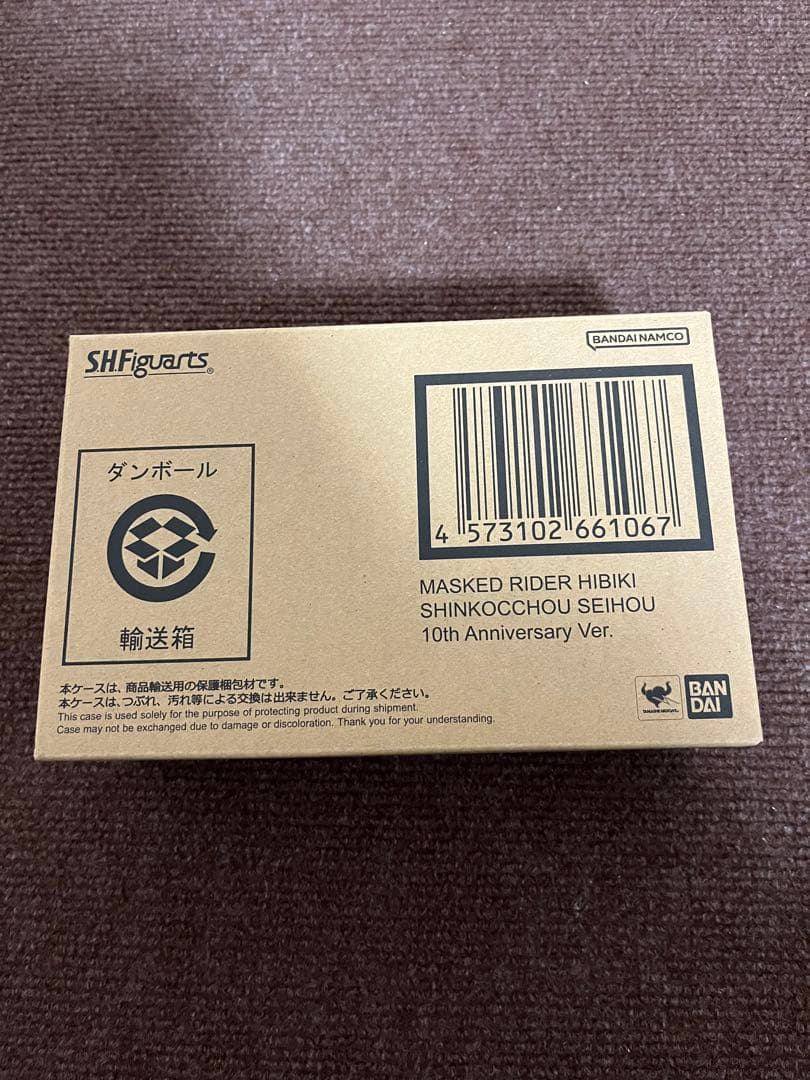 S.H.Figuarts®
BANDAI NAMCO
4 573102 661067
ダンボール
輸送箱
MASKED RIDER HIBIKI
SHINKOCCHOU SEIHOU
10th Anniversary Ver.
本ケースは、商品輸送用の保護梱包材です。
本ケースは、つぶれ、汚れ等による交換は出来ません。ご了承ください。
This case is used solely for the purpose of protecting product during shipment.
Case may not be exchanged due to damage or discoloration. Thank you for your understanding.
TAMASHII NATIONS
BAN
DAI